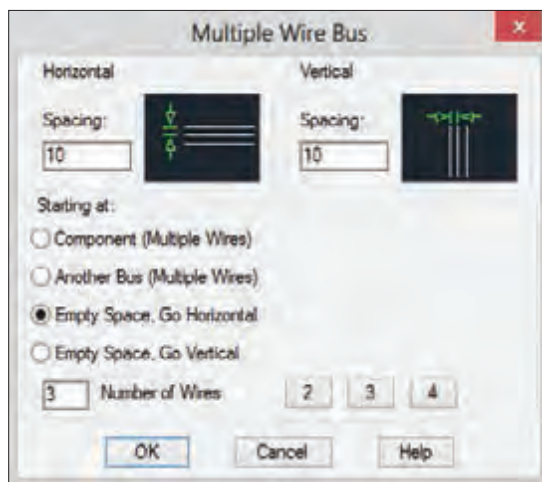 Multiple Wire Bus
x
Horizontal
Vertical
Spacing:
Spacing:
10
10
Starting at:
Component (Multiple Wires)
Another Bus (Multiple Wires)
Empty Space, Go Horizontal
Empty Space, Go Vertical
3 Number of Wires 2 3 4
OK Cancel Help